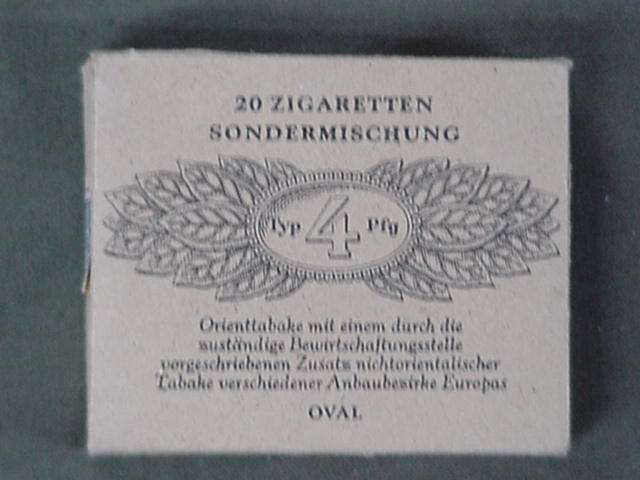 20 ZIGARETTEN
SONDERMISCHUNG
Typ 4 Pfg
Orienttabake mit einem durch die
zuständige Bewirtschaftungsstelle
vorgeschriebenen Zusatz nichtorientalischer
Tabake verschiedener Anbaubezirke Europas
OVAL